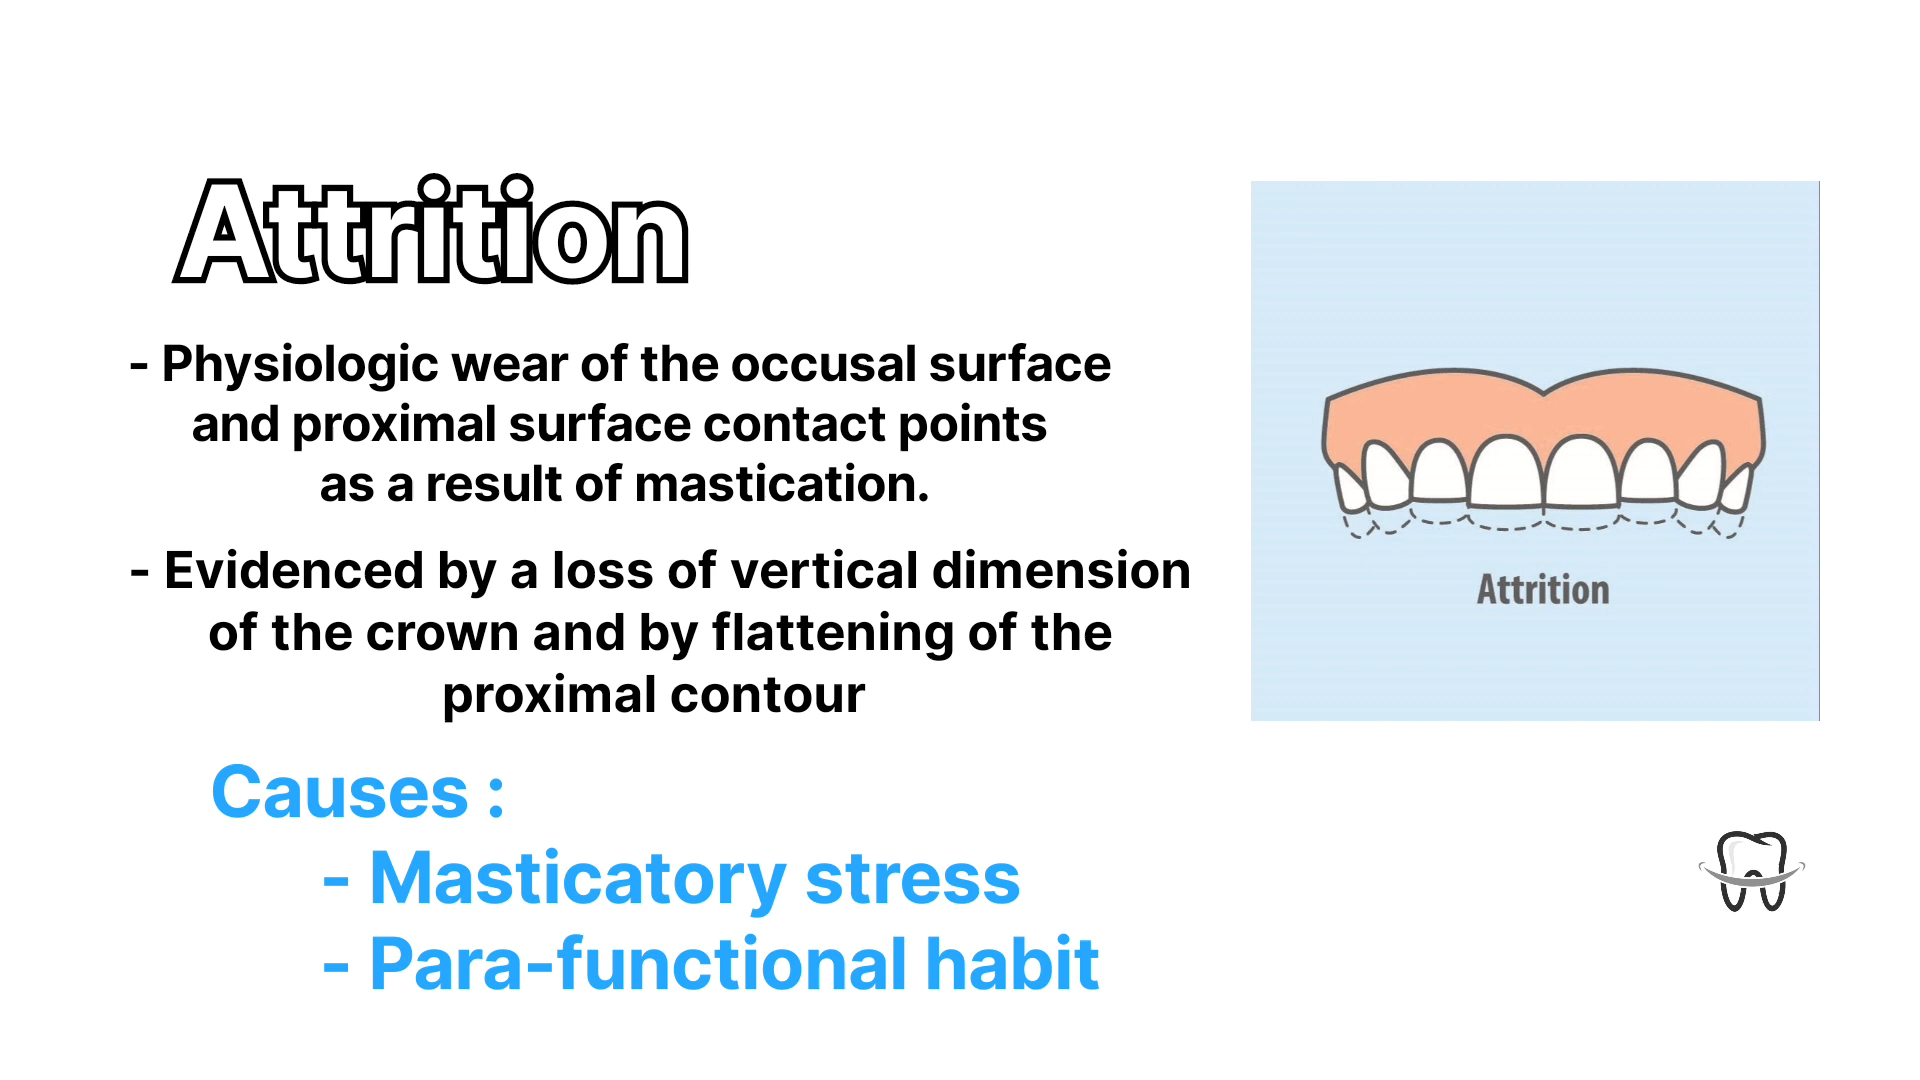 Attrition
- Physiologic wear of the occusal surface
and proximal surface contact points
as a result of mastication.
- Evidenced by a loss of vertical dimension
of the crown and by flattening of the
proximal contour
Causes :
- Masticatory stress
- Para-functional habit
Attrition